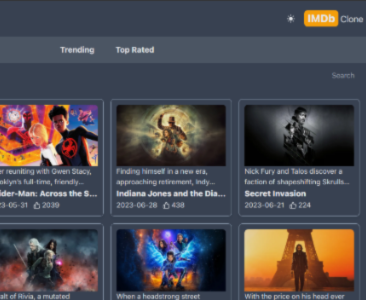 IMDb Clone
Trending Top Rated
Search
r reuniting with Gwen Stacy,
oklyn's full-time, friendly...
ider-Man: Across the S...
23-05-31 2039
Finding himself in a new era,
approaching retirement, Indy...
Indiana Jones and the Dia...
2023-06-28 438
Nick Fury and Talos discover a
faction of shapeshifting Skrulls...
Secret Invasion
2023-06-21 224
alt of Rivia, a mutated
When a headstrong street
With the price on his head ever